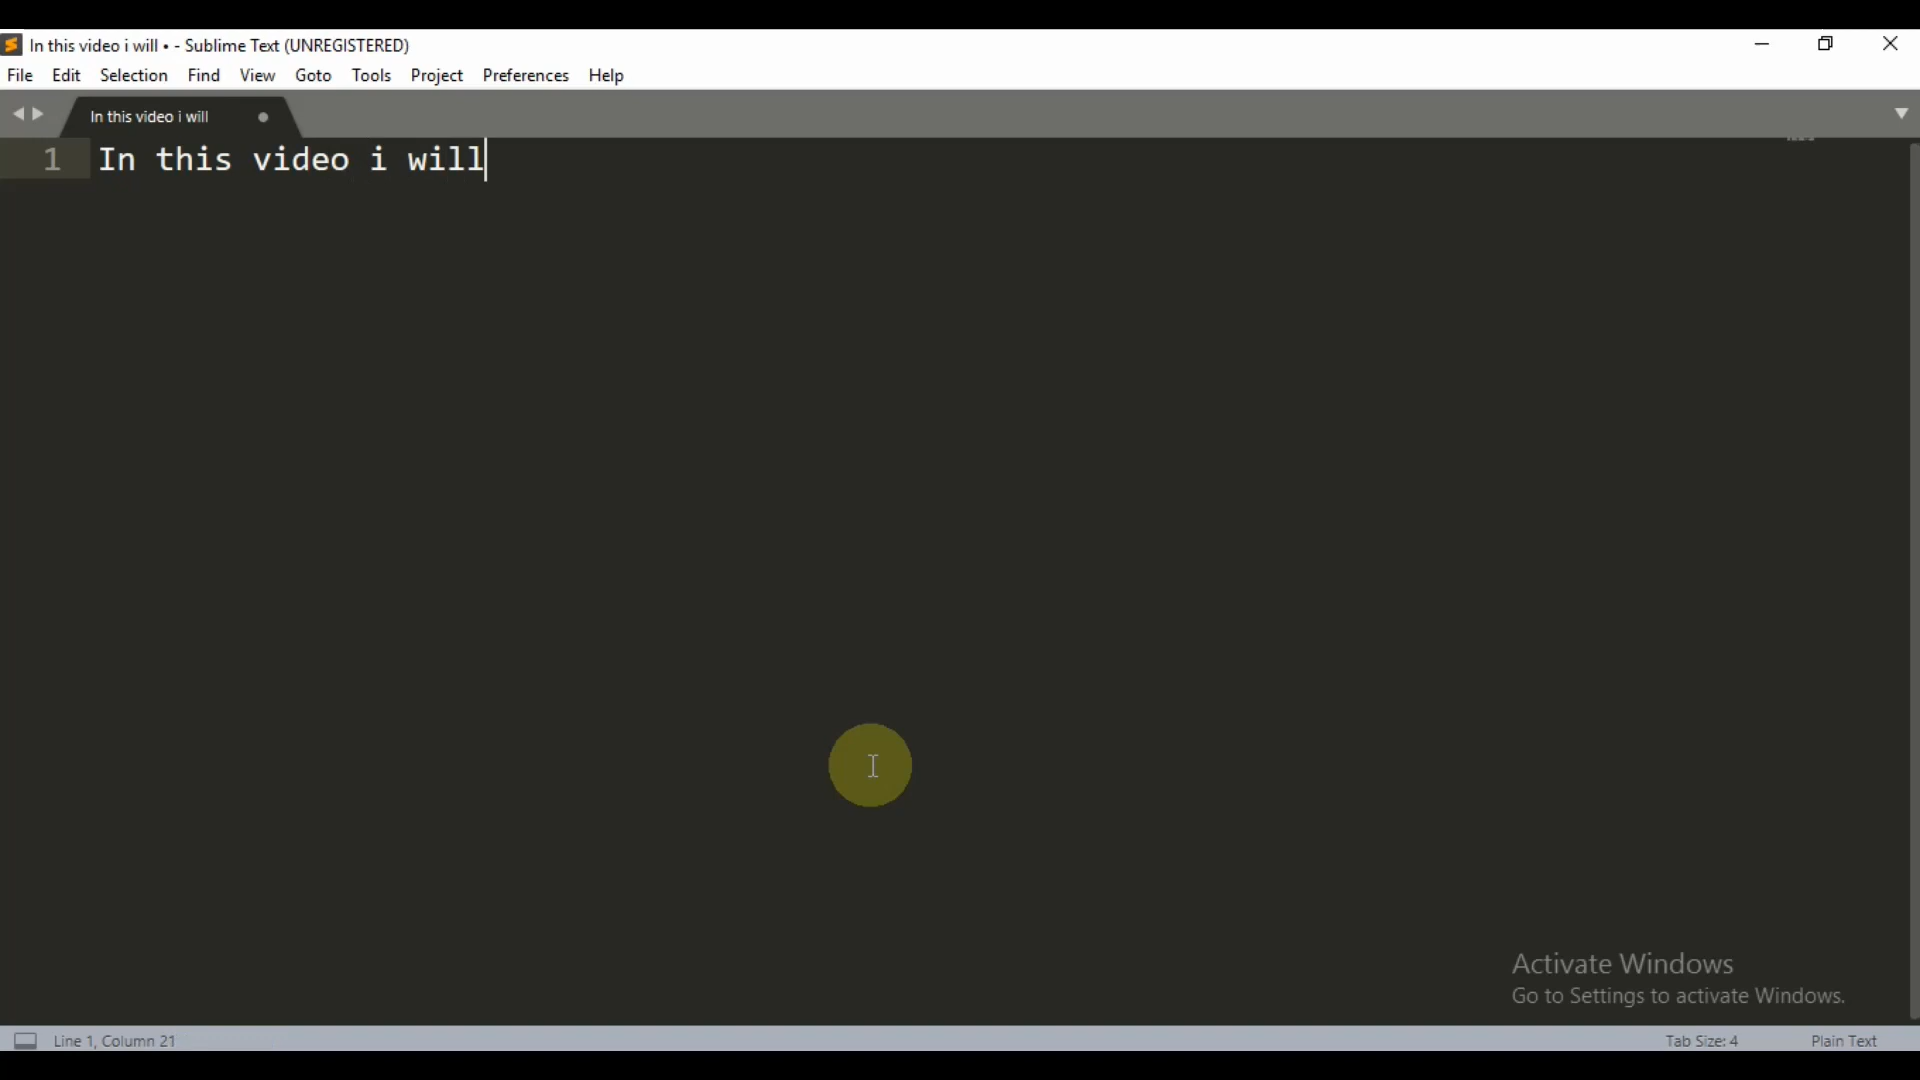 In this video i will • - Sublime Text (UNREGISTERED)
File Edit Selection Find View Goto Tools Project Preferences Help
In this video i will
1 In this video i will
Activate Windows
Go to Settings to activate Windows.
Line 1, Column 21 Tab Size: 4 Plain Text